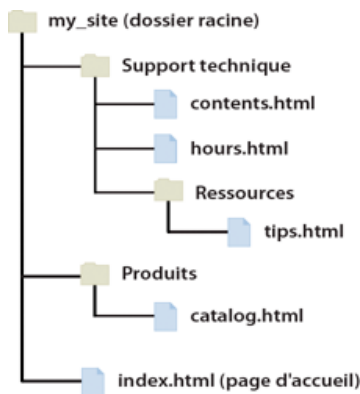 my_site (dossier racine)
Support technique
contents.html
hours.html
Ressources
tips.html
Produits
catalog.html
index.html (page d'accueil)